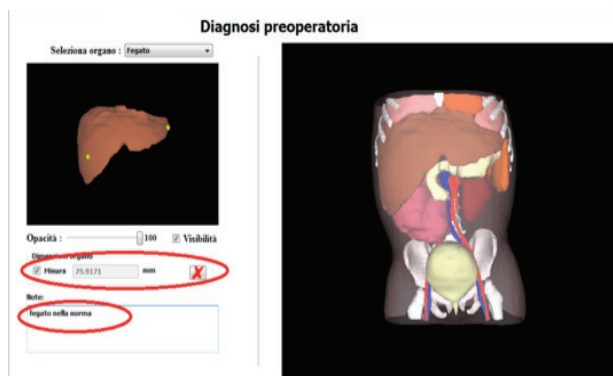 Diagnosi preoperatoria
Seleziona organo : Fegato
Opacità : 100 Visibilità
Dimensioni organo
Misura 75.9171 mm
Note:
fegato nella norma